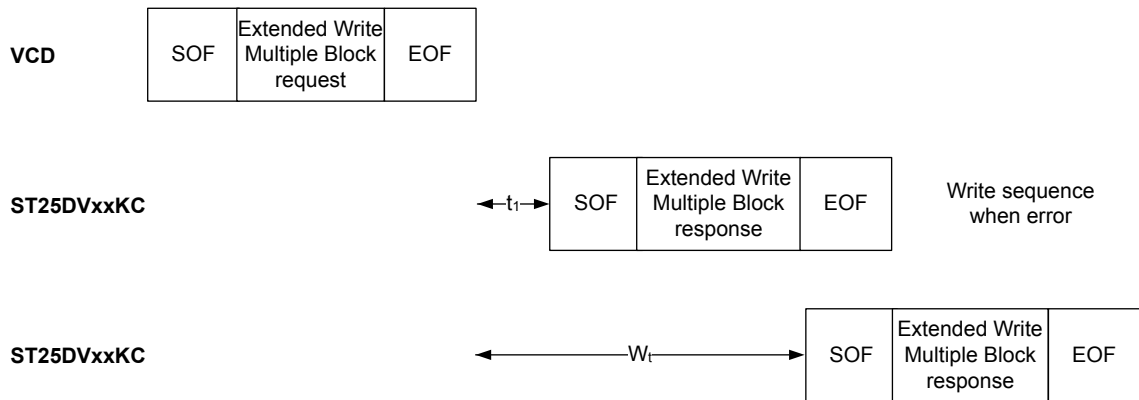 VCD
SOF
Extended Write
Multiple Block
request
EOF
ST25DVxxKC
t1
SOF
Extended Write
Multiple Block
response
EOF
Write sequence
when error
ST25DVxxKC
Wt
SOF
Extended Write
Multiple Block
response
EOF